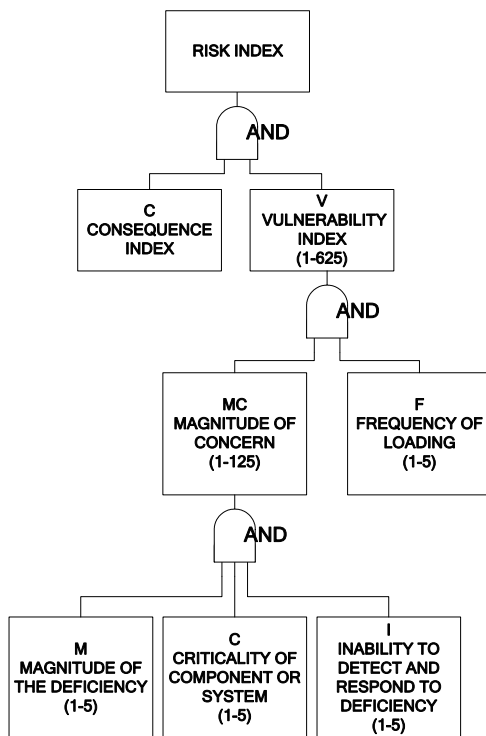 RISK INDEX
AND
C
CONSEQUENCE
INDEX
V
VULNERABILITY
INDEX
(1-625)
AND
MC
MAGNITUDE OF
CONCERN
(1-125)
F
FREQUENCY OF
LOADING
(1-5)
AND
M
MAGNITUDE OF
THE DEFICIENCY
(1-5)
C
CRITICALITY OF
COMPONENT OR
SYSTEM
(1-5)
I
INABILITY TO
DETECT AND
RESPOND TO
DEFICIENCY
(1-5)